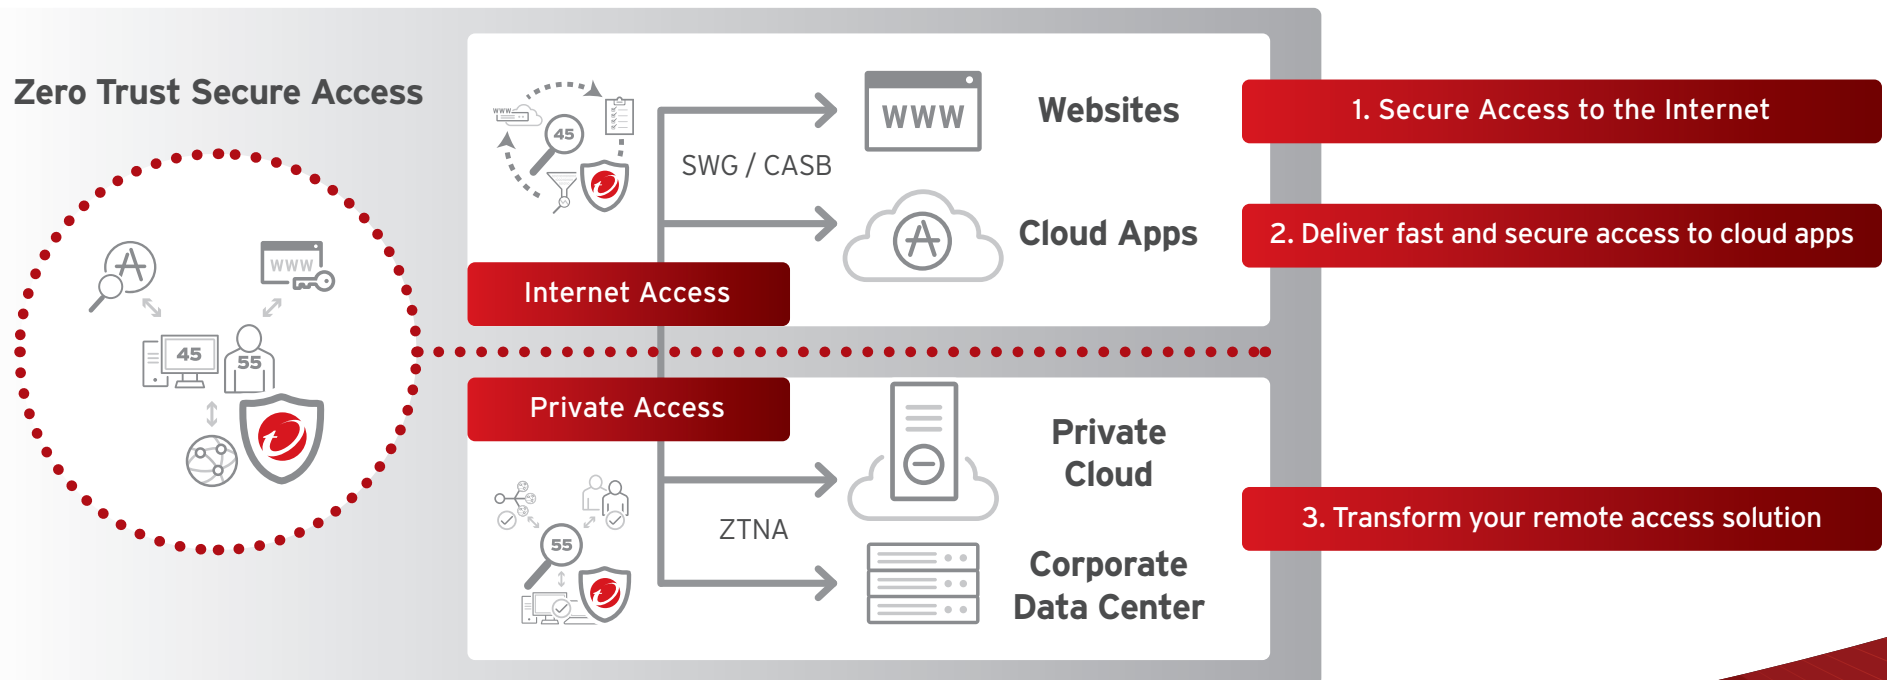 Zero Trust Secure Access
WWW
45
55
WWW
45
Internet Access
SWG / CASB
WWW
Websites
Cloud Apps
1. Secure Access to the Internet
2. Deliver fast and secure access to cloud apps
Private Access
55
ZTNA
Private
Cloud
Corporate
Data Center
3. Transform your remote access solution